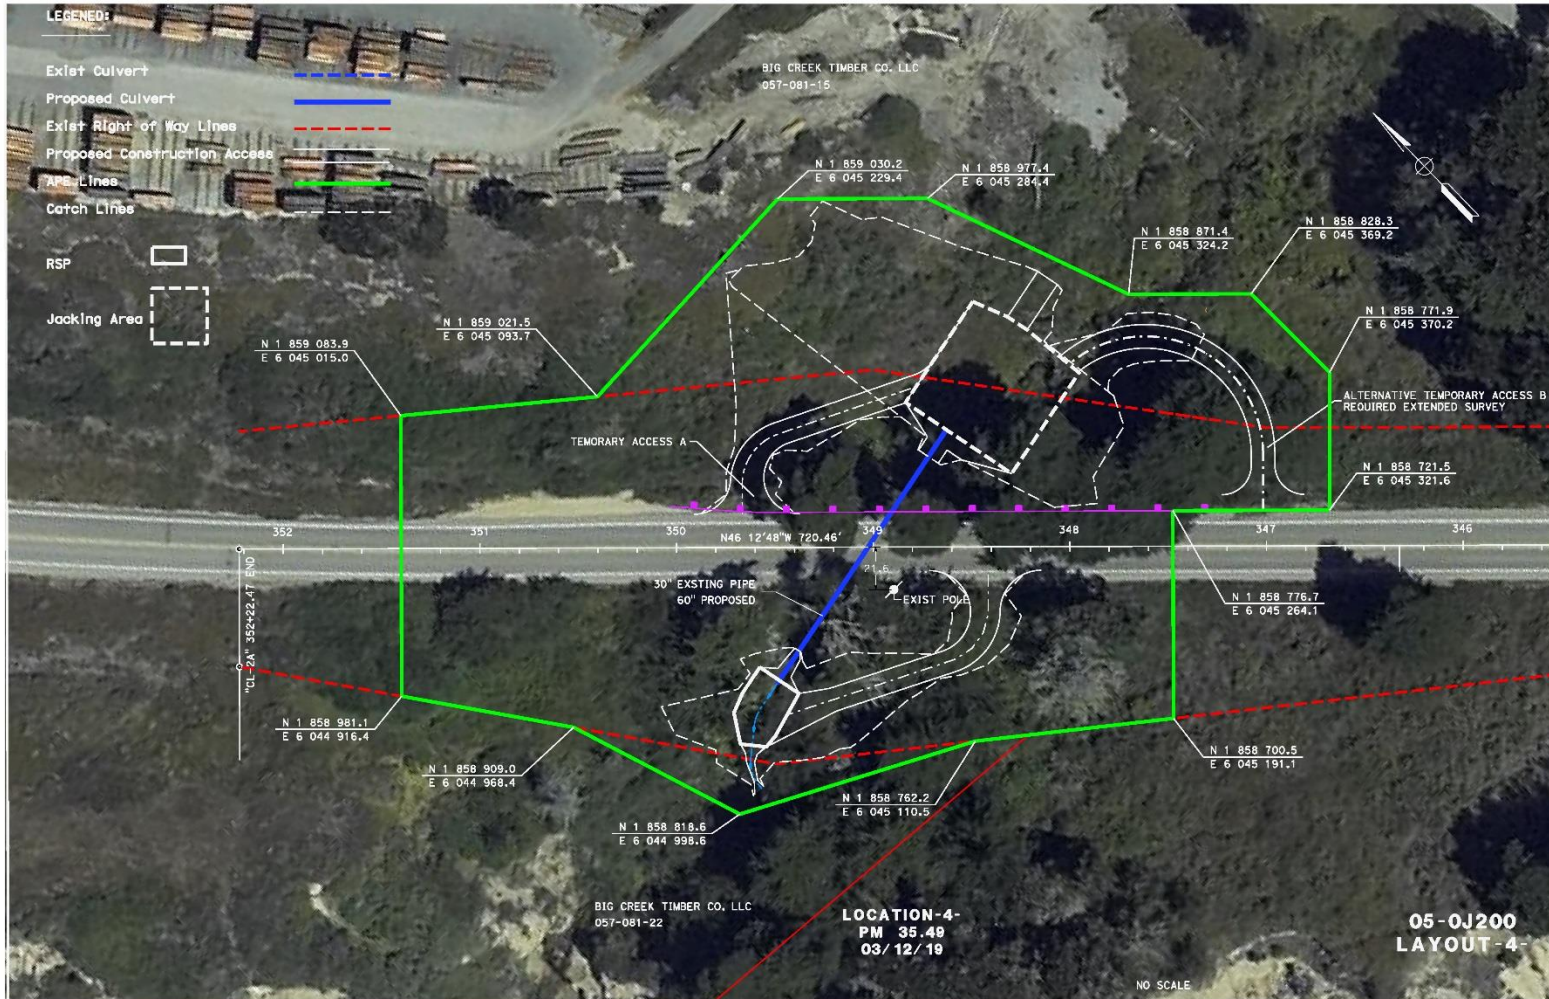 LEGENED:
Exist Culvert
Proposed Culvert
Exist Right of Way Lines
Proposed Construction Access
APE Lines
Catch Lines
RSP
Jacking Area
BIG CREEK TIMBER CO. LLC
057-081-15
N 1 859 030.2
E 6 045 229.4
N 1 858 977.4
E 6 045 284.4
N 1 858 871.4
E 6 045 324.2
N 1 858 828.3
E 6 045 369.2
N 1 858 771.9
E 6 045 370.2
N 1 859 021.5
E 6 045 093.7
N 1 859 083.9
E 6 045 015.0
ALTERNATIVE TEMPORARY ACCESS B
REQUIRED EXTENDED SURVEY
TEMORARY ACCESS A
N 1 858 721.5
E 6 045 321.6
352
351
350
349
348
347
346
N46 12'48"W 720.46'
21.6
30" EXSTING PIPE
60" PROPOSED
EXIST POLE
N 1 858 776.7
E 6 045 264.1
"CL-2A" 352+22.47 END
N 1 858 981.1
E 6 044 916.4
N 1 858 909.0
E 6 044 968.4
N 1 858 700.5
E 6 045 191.1
N 1 858 762.2
E 6 045 110.5
N 1 858 818.6
E 6 044 998.6
BIG CREEK TIMBER CO. LLC
057-081-22
LOCATION-4-
PM 35.49
03/12/19
05-0J200
LAYOUT-4-
NO SCALE